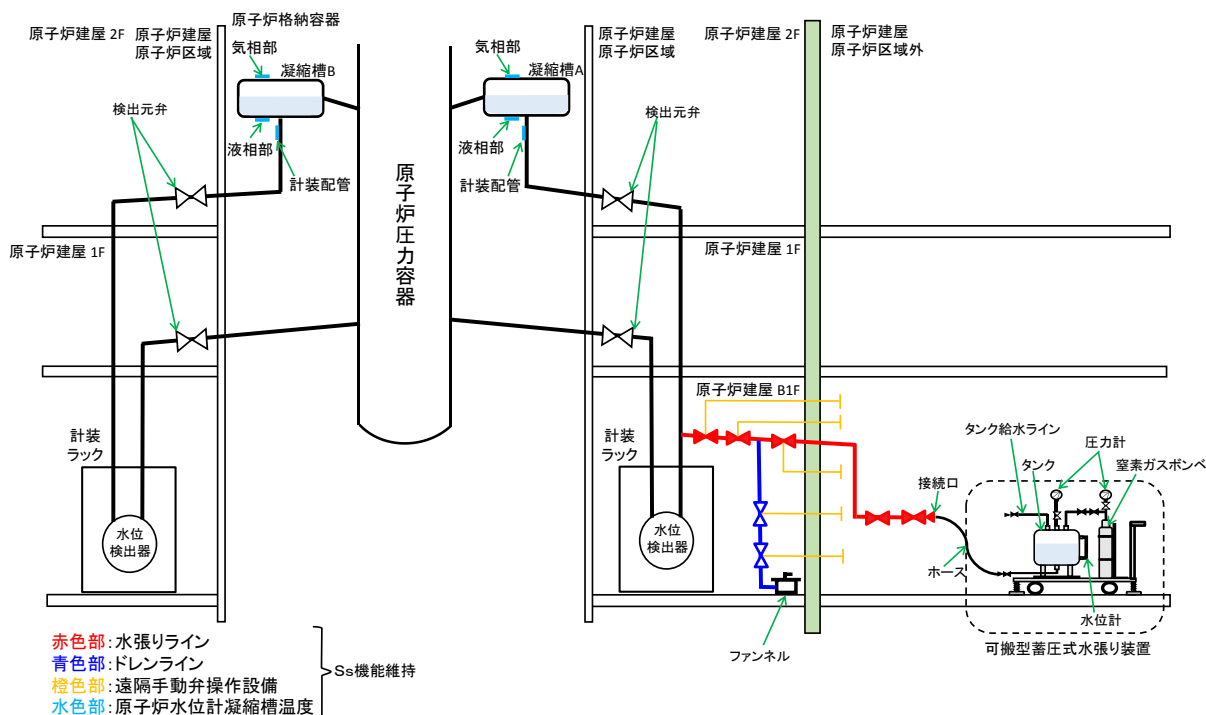 原子炉建屋 2F
原子炉建屋
原子炉区域
原子炉格納容器
気相部
凝縮槽B
検出元弁
液相部
計装配管
原子炉圧力容器
気相部
凝縮槽A
液相部
計装配管
原子炉建屋
原子炉区域
検出元弁
原子炉建屋 2F
原子炉建屋
原子炉区域外
原子炉建屋 1F
原子炉建屋 1F
原子炉建屋 B1F
計装
ラック
水位
検出器
計装
ラック
水位
検出器
ファンネル
接続口
ホース
タンク給水ライン
タンク
圧力計
窒素ガスボンベ
水位計
可搬型蓄圧式水張り装置
赤色部:水張りライン
青色部:ドレンライン
橙色部:遠隔手動弁操作設備
水色部:原子炉水位計凝縮槽温度
Ss機能維持